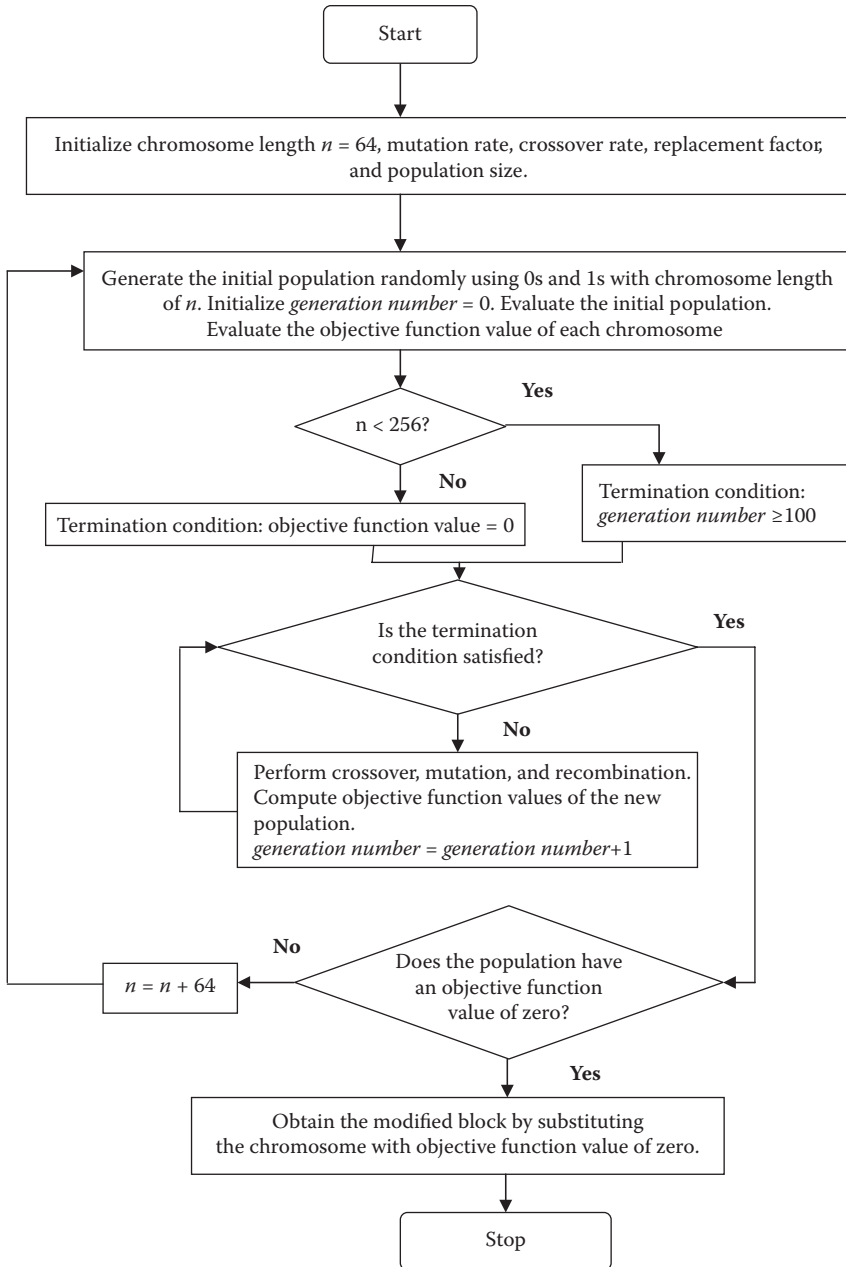 Start
Initialize chromosome length n = 64, mutation rate, crossover rate, replacement factor,
and population size.
Generate the initial population randomly using 0s and 1s with chromosome length
of n. Initialize generation number = 0. Evaluate the initial population.
Evaluate the objective function value of each chromosome
Yes
n < 256?
No
Termination condition:
generation number ≥100
Termination condition: objective function value = 0
Is the termination
condition satisfied?
Yes
No
Perform crossover, mutation, and recombination.
Compute objective function values of the new
population.
generation number = generation number+1
No
Does the population have
an objective function
value of zero?
n = n + 64
Yes
Obtain the modified block by substituting
the chromosome with objective function value of zero.
Stop